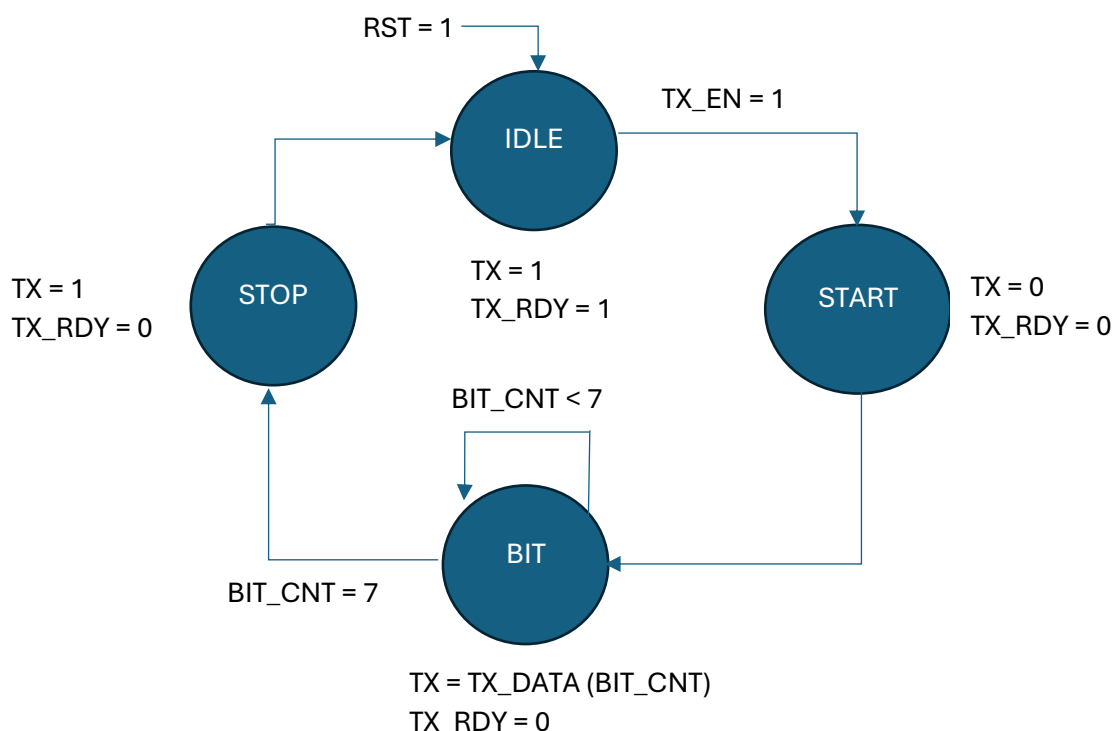 RST = 1
TX_EN = 1
IDLE
TX = 1
TX_RDY = 1
STOP
TX = 1
TX_RDY = 0
START
TX = 0
TX_RDY = 0
BIT_CNT < 7
BIT
BIT_CNT = 7
TX = TX_DATA (BIT_CNT)
TX_RDY = 0